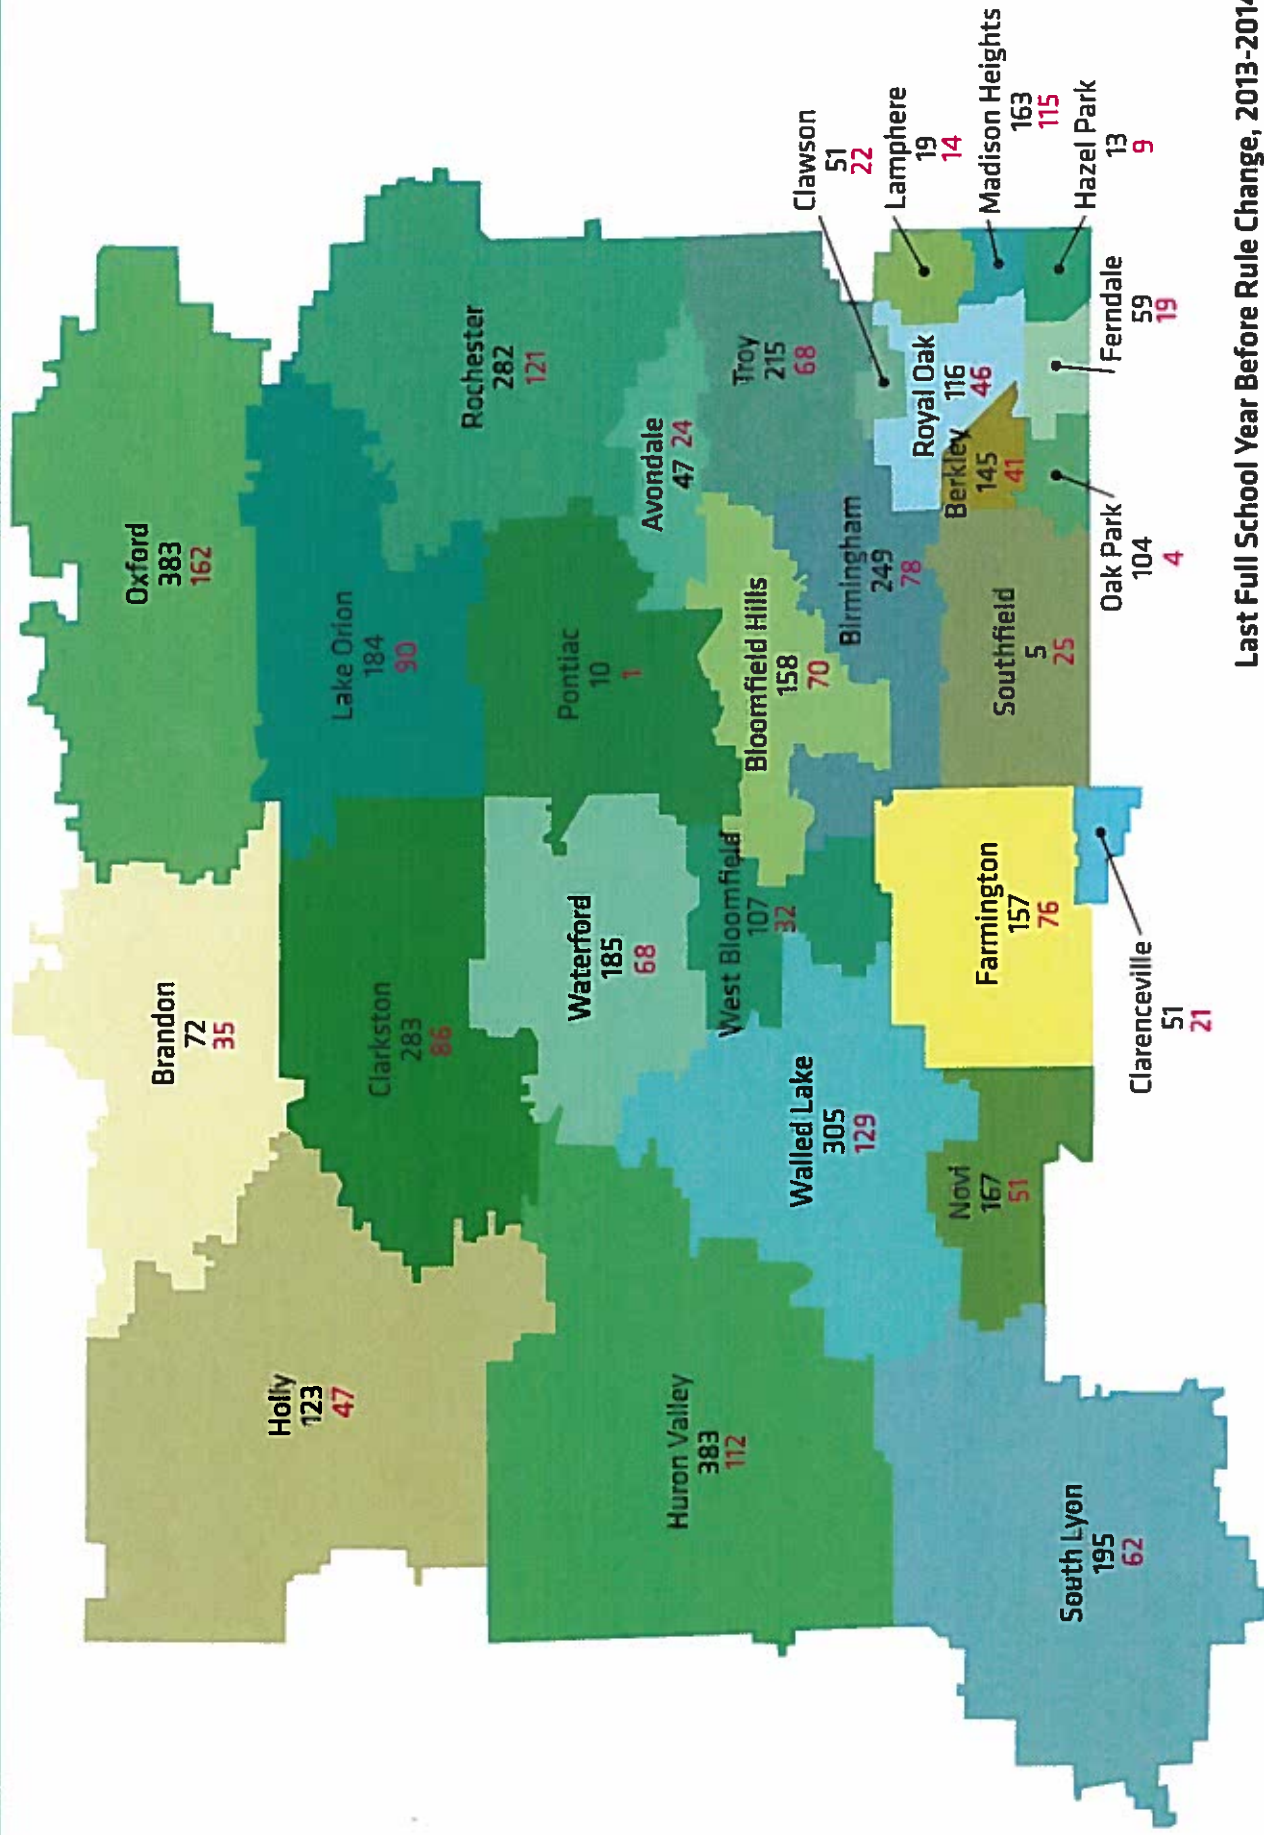 Oxford
383
162
Brandon
72
35
Holly
123
47
Lake Orion
184
90
Clarkston
283
86
Rochester
282
121
Pontiac
10
1
Waterford
185
68
Avondale
47 24
Huron Valley
383
112
Troy
215
68
Bloomfield Hills
158
70
West Bloomfield
107
32
Walled Lake
305
129
Birmingham
249
78
Clawson
51
22
Lamphere
19
14
Royal Oak
116
46
Berkley
145
41
Madison Heights
163
115
Southfield
5
25
Farmington
157
76
Novi
167
51
South Lyon
195
62
Hazel Park
13
9
Ferndale
59
19
Oak Park
104
4
Clarenceville
51
21
Last Full School Year Before Rule Change, 2013-2014